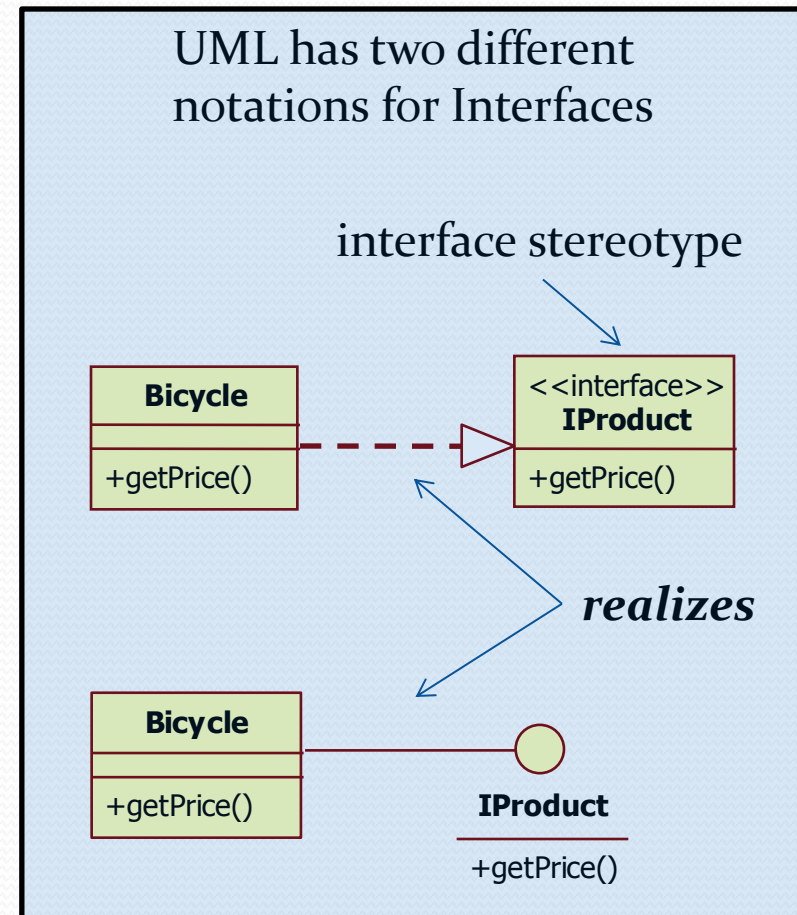 UML has two different
notations for Interfaces
interface stereotype
Bicycle
+getPrice()
<<interface>>
IProduct
+getPrice()
realizes
Bicycle
+getPrice()
IProduct
+getPrice()